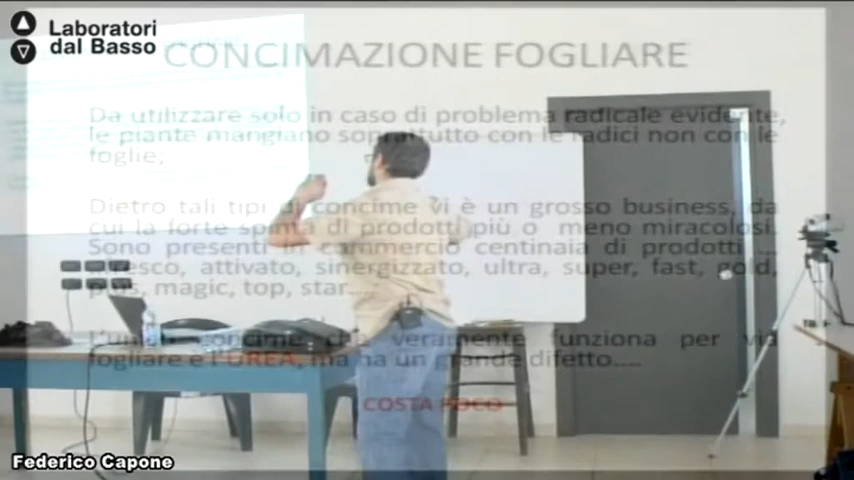 Laboratori
dal Basso
CONCIMAZIONE FOGLIARE
Da utilizzare solo in caso di problema radicale evidente,
le piante mangiano soprattutto con le radici non con le
foglie;
Dietro tali tipi di concime vi è un grosso business, da
cui la forte spinta di prodotti più o meno miracolosi.
Sono presenti in commercio centinaia di prodotti ...
attivato, sinergizzato, ultra, super, fast, gold,
plus, magic, top, star....
L'unico concime che veramente funziona per via
fogliare è l'UREA, ma ha un grande difetto....
COSTA POCO
Federico Capone